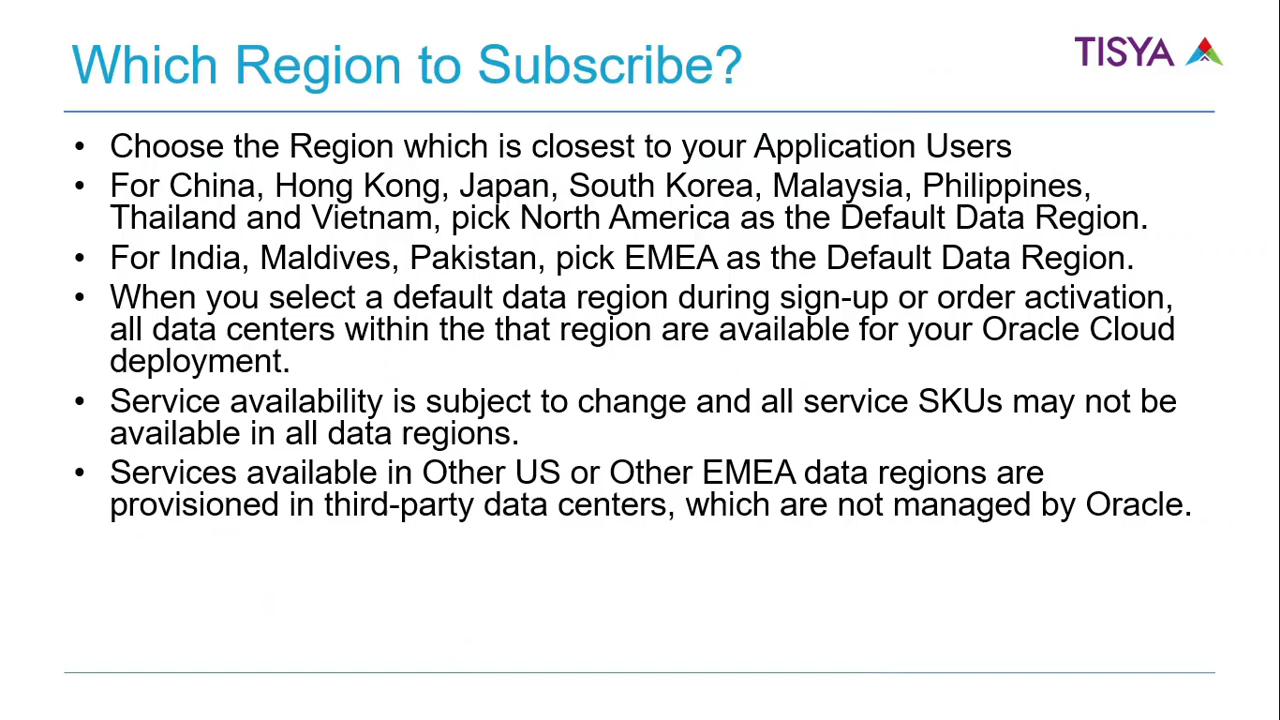 Which Region to Subscribe?
TISYA
• Choose the Region which is closest to your Application Users
• For China, Hong Kong, Japan, South Korea, Malaysia, Philippines,
Thailand and Vietnam, pick North America as the Default Data Region.
• For India, Maldives, Pakistan, pick EMEA as the Default Data Region.
• When you select a default data region during sign-up or order activation,
all data centers within the that region are available for your Oracle Cloud
deployment.
• Service availability is subject to change and all service SKUs may not be
available in all data regions.
• Services available in Other US or Other EMEA data regions are
provisioned in third-party data centers, which are not managed by Oracle.